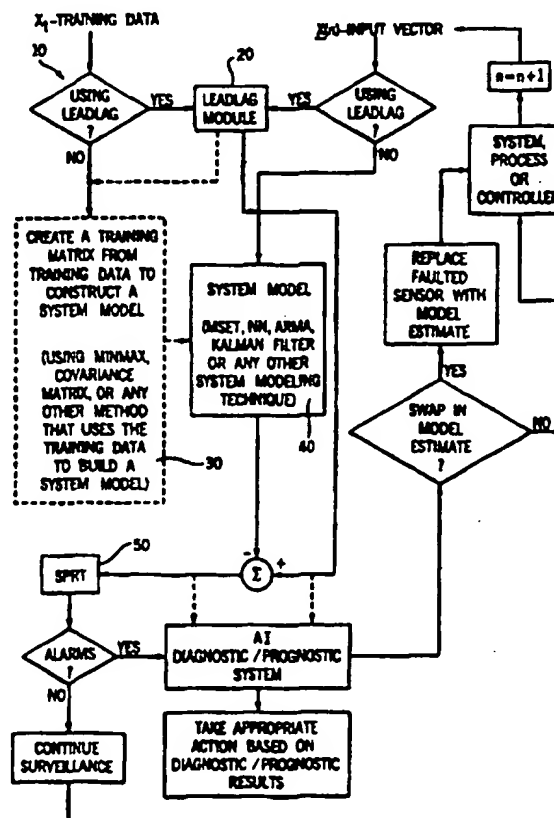 X₁-TRAINING DATA
X(n)-INPUT VECTOR
10
20
n=n+1
USING
LEADLAG
?
YES
LEADLAG
MODULE
YES
USING
LEADLAG
?
NO
NO
SYSTEM,
PROCESS
OR
CONTROLLER
CREATE A TRAINING
MATRIX FROM
TRAINING DATA TO
CONSTRUCT A
SYSTEM MODEL
(USING MINMAX,
COVARIANCE
MATRIX, OR ANY
OTHER METHOD
THAT USES THE
TRAINING DATA
TO BUILD A
SYSTEM MODEL)
30
SYSTEM MODEL
(MSET, NN, ARMA,
KALMAN FILTER
OR ANY OTHER
SYSTEM MODELING
TECHNIQUE)
40
REPLACE
FAULTED
SENSOR WITH
MODEL
ESTIMATE
YES
SWAP IN
MODEL
ESTIMATE
?
NO
50
SPRT
-
Σ
+
ALARMS
?
YES
NO
AI
DIAGNOSTIC/PROGNOSTIC
SYSTEM
CONTINUE
SURVEILLANCE
TAKE APPROPRIATE
ACTION BASED ON
DIAGNOSTIC/PROGNOSTIC
RESULTS